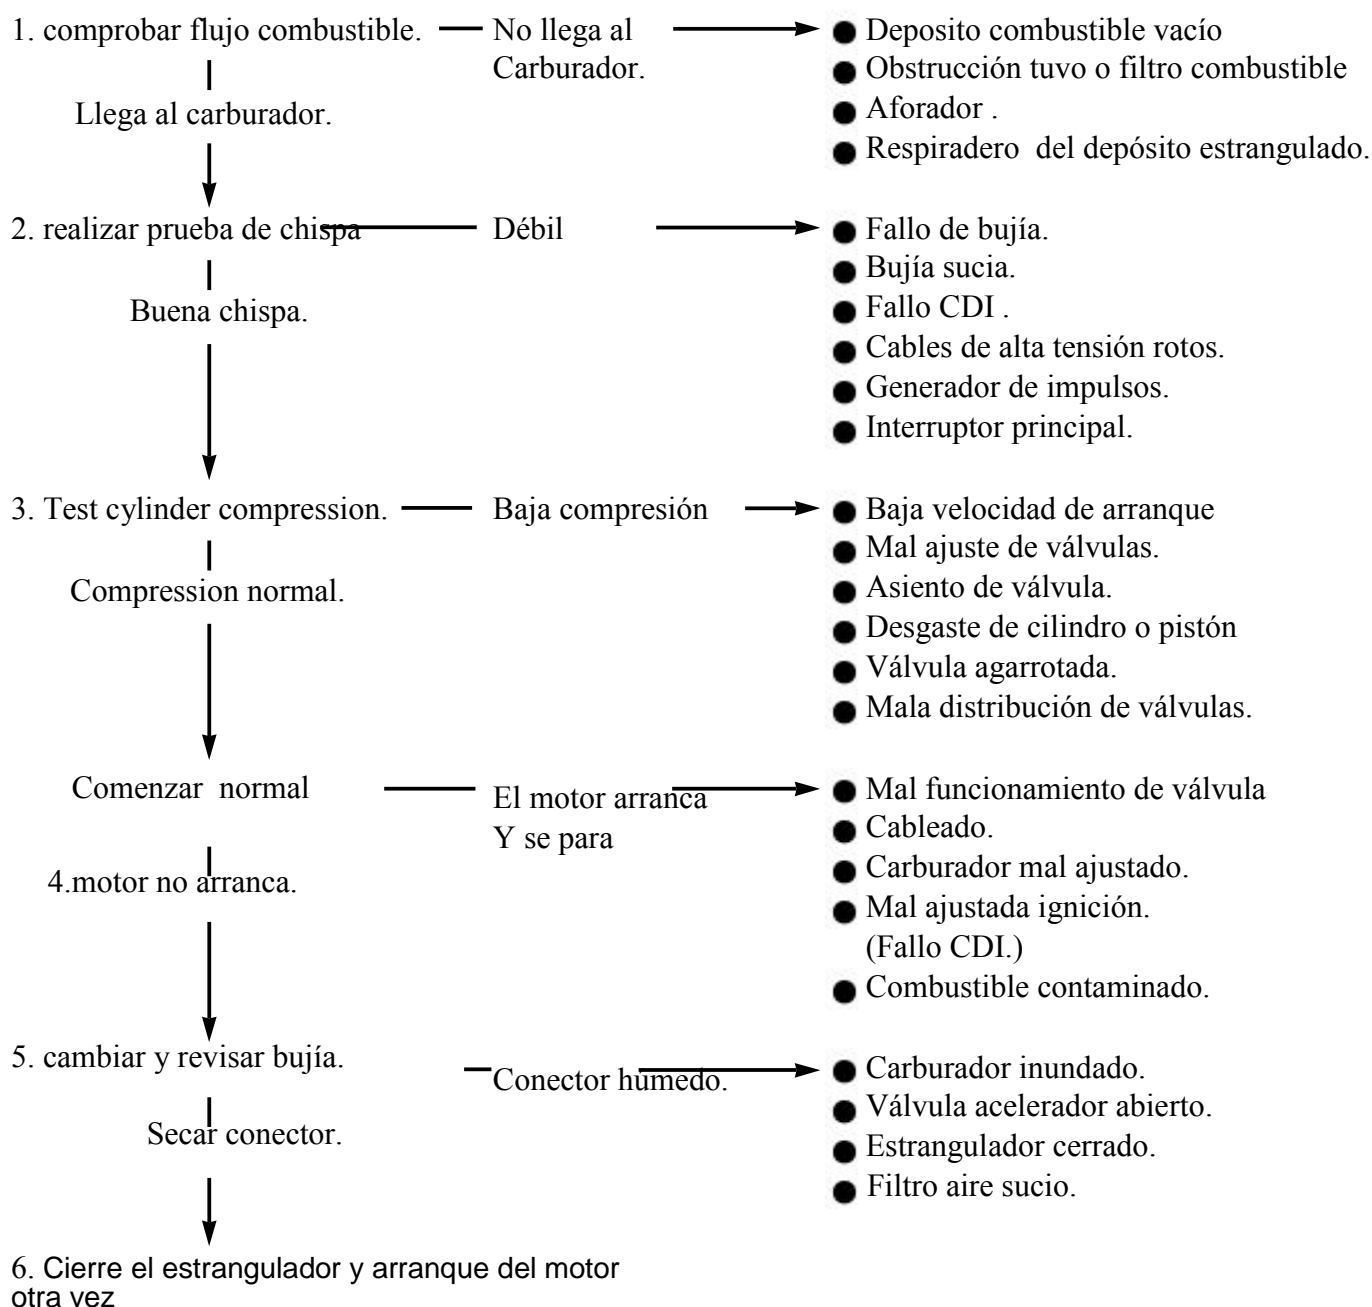 1. comprobar flujo combustible.
No llega al
Carburador.
Deposito combustible vacío
Obstrucción tuvo o filtro combustible
Aforador .
Respiradero del depósito estrangulado.
Llega al carburador.
2. realizar prueba de chispa
Débil
Fallo de bujía.
Bujía sucia.
Fallo CDI .
Cables de alta tensión rotos.
Generador de impulsos.
Interruptor principal.
Buena chispa.
3. Test cylinder compression.
Baja compresión
Baja velocidad de arranque
Mal ajuste de válvulas.
Asiento de válvula.
Desgaste de cilindro o pistón
Válvula agarrotada.
Mala distribución de válvulas.
Compression normal.
Comenzar normal
El motor arranca
Y se para
Mal funcionamiento de válvula
Cableado.
Carburador mal ajustado.
Mal ajustada ignición.
(Fallo CDI.)
Combustible contaminado.
4.motor no arranca.
5. cambiar y revisar bujía.
Conector húmedo.
Carburador inundado.
Válvula acelerador abierto.
Estrangulador cerrado.
Filtro aire sucio.
Secar conector.
6. Cierre el estrangulador y arranque del motor
otra vez